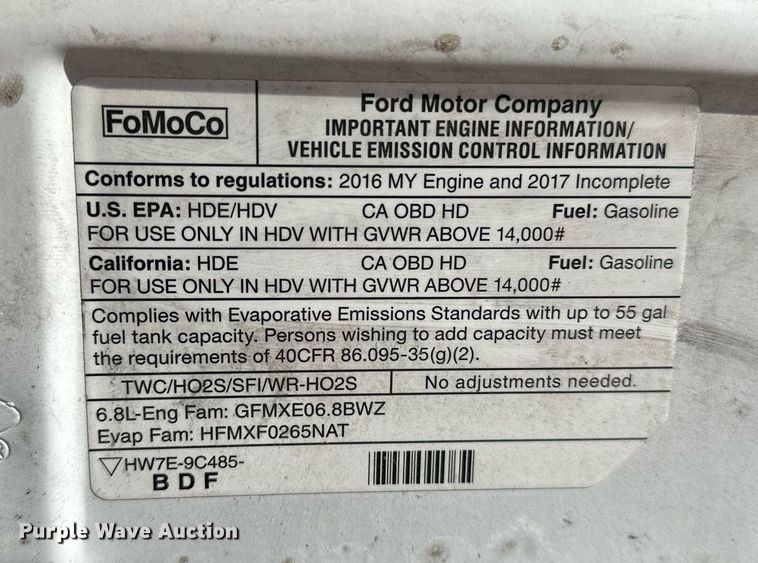 FoMoCo
Ford Motor Company
IMPORTANT ENGINE INFORMATION/
VEHICLE EMISSION CONTROL INFORMATION
Conforms to regulations: 2016 MY Engine and 2017 Incomplete
U.S. EPA: HDE/HDV CA OBD HD Fuel: Gasoline
FOR USE ONLY IN HDV WITH GVWR ABOVE 14,000#
California: HDE CA OBD HD Fuel: Gasoline
FOR USE ONLY IN HDV WITH GVWR ABOVE 14,000#
Complies with Evaporative Emissions Standards with up to 55 gal
fuel tank capacity. Persons wishing to add capacity must meet
the requirements of 40CFR 86.095-35(g)(2).
TWC/HO2S/SFI/WR-HO2S No adjustments needed.
6.8L-Eng Fam: GFMXE06.8BWZ
Evap Fam: HFMXF0265NAT
HW7E-9C485-
B D F
Purple Wave Auction